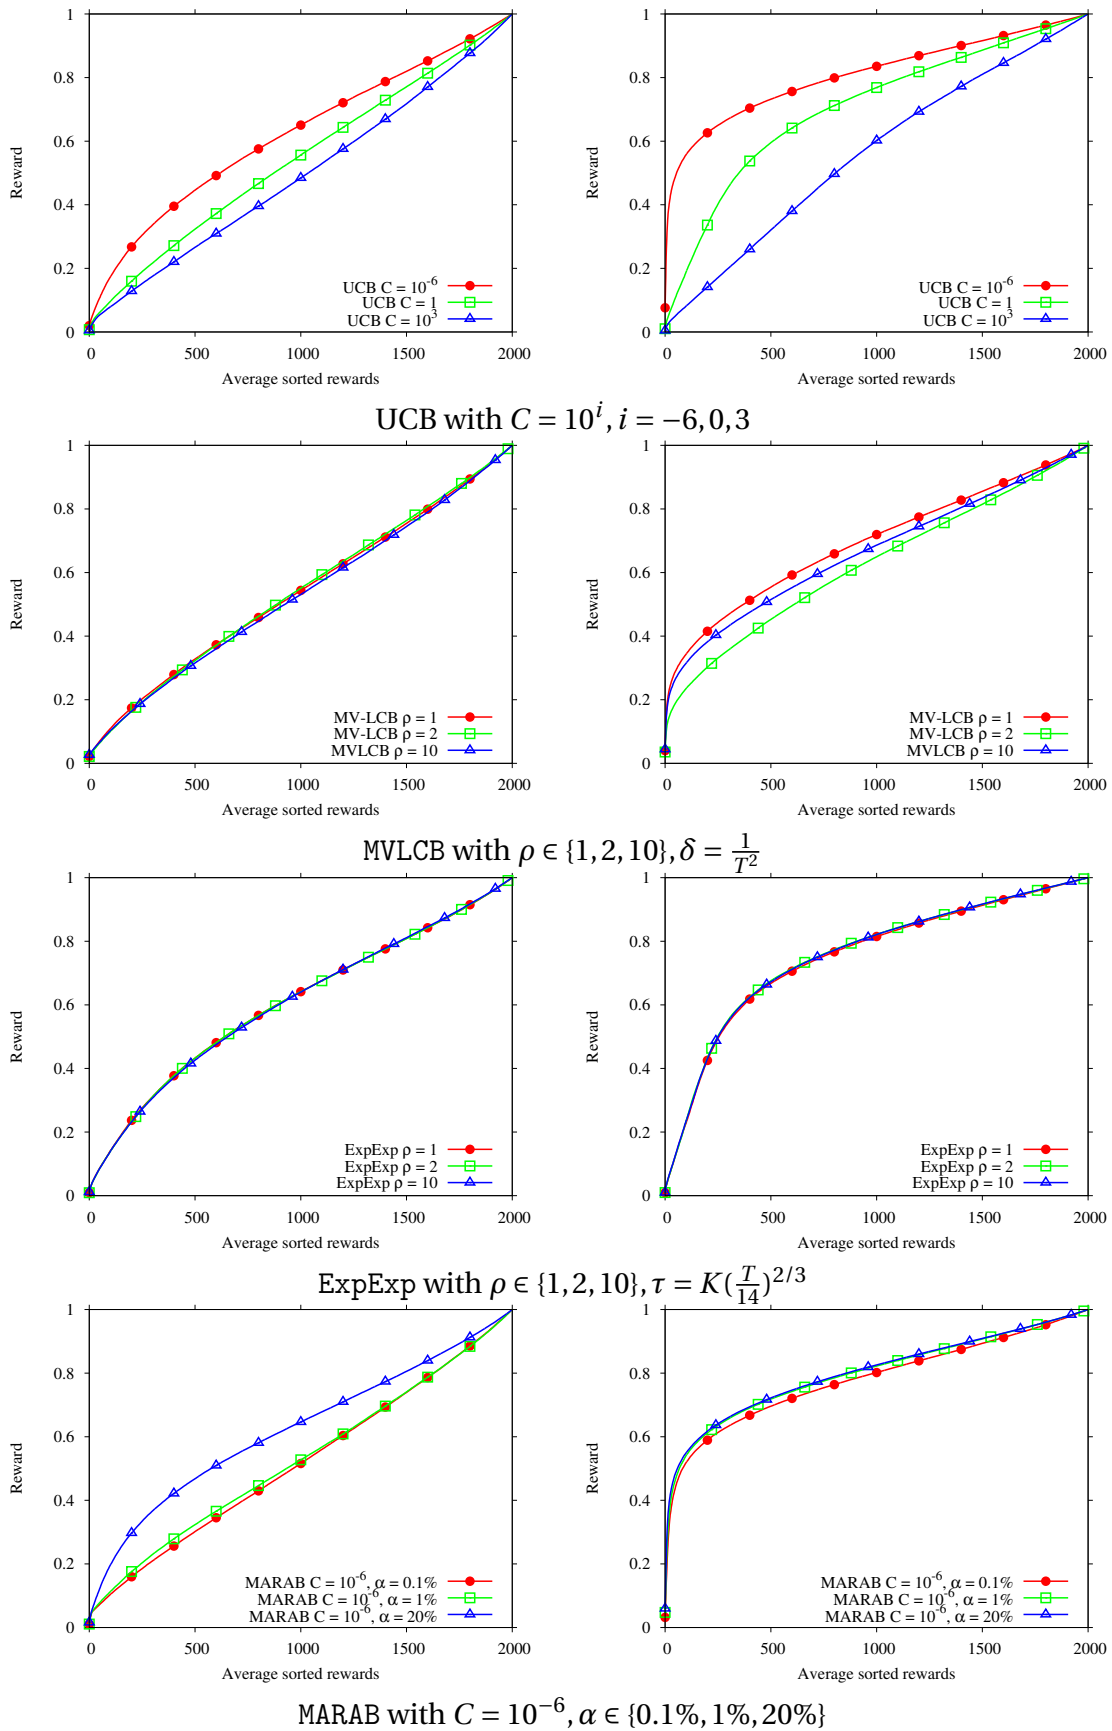 1
0.8
0.6
0.4
0.2
0
Reward
0
500
1000
1500
2000
Average sorted rewards
UCB C = 10^-6
UCB C = 1
UCB C = 10^3
1
0.8
0.6
0.4
0.2
0
Reward
0
500
1000
1500
2000
Average sorted rewards
UCB C = 10^-6
UCB C = 1
UCB C = 10^3
UCB with C = 10^i, i = −6,0,3
1
0.8
0.6
0.4
0.2
0
Reward
0
500
1000
1500
2000
Average sorted rewards
MV-LCB ρ = 1
MV-LCB ρ = 2
MVLCB ρ = 10
1
0.8
0.6
0.4
0.2
0
Reward
0
500
1000
1500
2000
Average sorted rewards
MV-LCB ρ = 1
MV-LCB ρ = 2
MVLCB ρ = 10
MVLCB with ρ ∈ {1,2,10}, δ = 1/T^2
1
0.8
0.6
0.4
0.2
0
Reward
0
500
1000
1500
2000
Average sorted rewards
ExpExp ρ = 1
ExpExp ρ = 2
ExpExp ρ = 10
1
0.8
0.6
0.4
0.2
0
Reward
0
500
1000
1500
2000
Average sorted rewards
ExpExp ρ = 1
ExpExp ρ = 2
ExpExp ρ = 10
ExpExp with ρ ∈ {1,2,10}, τ = K(T/14)^2/3
1
0.8
0.6
0.4
0.2
0
Reward
0
500
1000
1500
2000
Average sorted rewards
MARAB C = 10^-6, α = 0.1%
MARAB C = 10^-6, α = 1%
MARAB C = 10^-6, α = 20%
1
0.8
0.6
0.4
0.2
0
Reward
0
500
1000
1500
2000
Average sorted rewards
MARAB C = 10^-6, α = 0.1%
MARAB C = 10^-6, α = 1%
MARAB C = 10^-6, α = 20%
MARAB with C = 10^−6, α ∈ {0.1%,1%,20%}